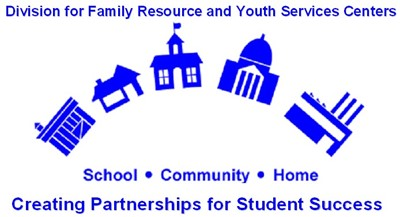 Division for Family Resource and Youth Services Centers
School • Community • Home
Creating Partnerships for Student Success